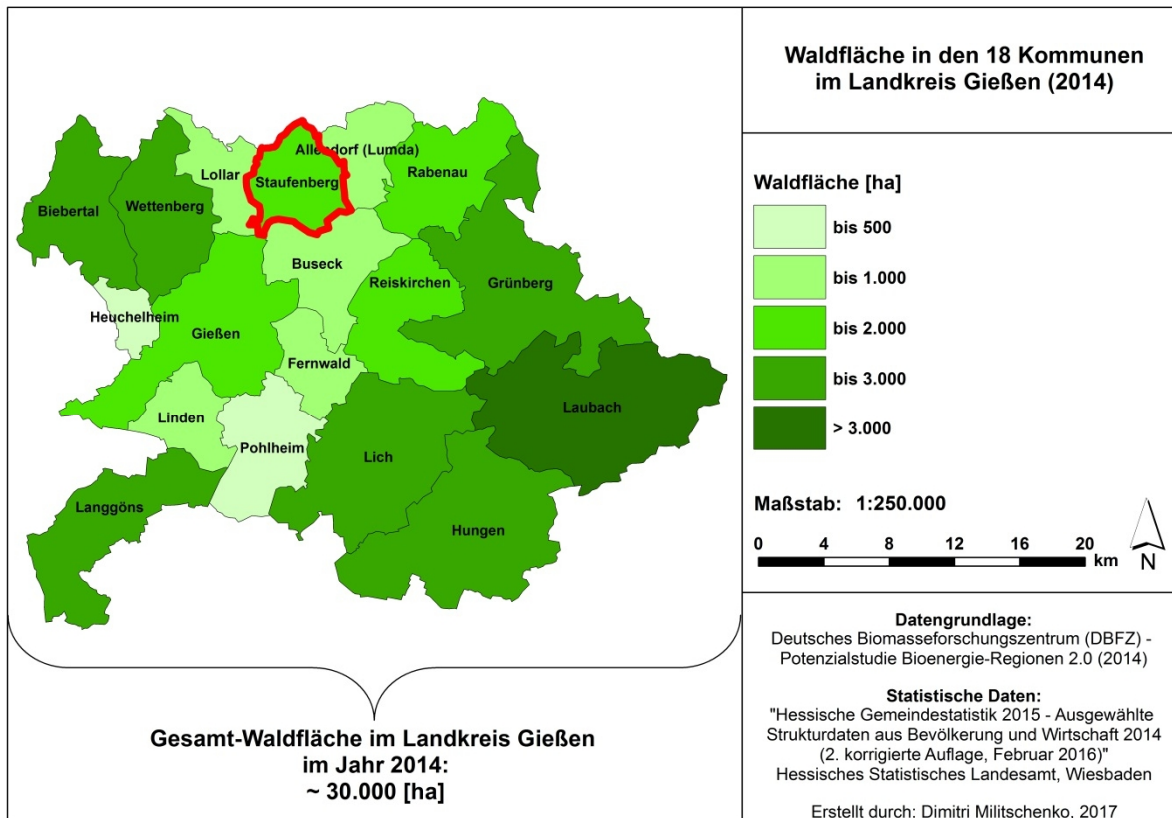 Waldfläche in den 18 Kommunen
im Landkreis Gießen (2014)
Allendorf (Lumda)
Lollar
Staufenberg
Rabenau
Biebertal
Wettenberg
Buseck
Reiskirchen
Grünberg
Heuchelheim
Gießen
Fernwald
Laubach
Linden
Pohlheim
Lich
Langgöns
Hungen
Gesamt-Waldfläche im Landkreis Gießen
im Jahr 2014:
~ 30.000 [ha]
Waldfläche [ha]
bis 500
bis 1.000
bis 2.000
bis 3.000
> 3.000
Maßstab: 1:250.000
0 4 8 12 16 20
km
N
Datengrundlage:
Deutsches Biomasseforschungszentrum (DBFZ) -
Potenzialstudie Bioenergie-Regionen 2.0 (2014)
Statistische Daten:
"Hessische Gemeindestatistik 2015 - Ausgewählte
Strukturdaten aus Bevölkerung und Wirtschaft 2014
(2. korrigierte Auflage, Februar 2016)"
Hessisches Statistisches Landesamt, Wiesbaden
Erstellt durch: Dimitri Militschenko, 2017